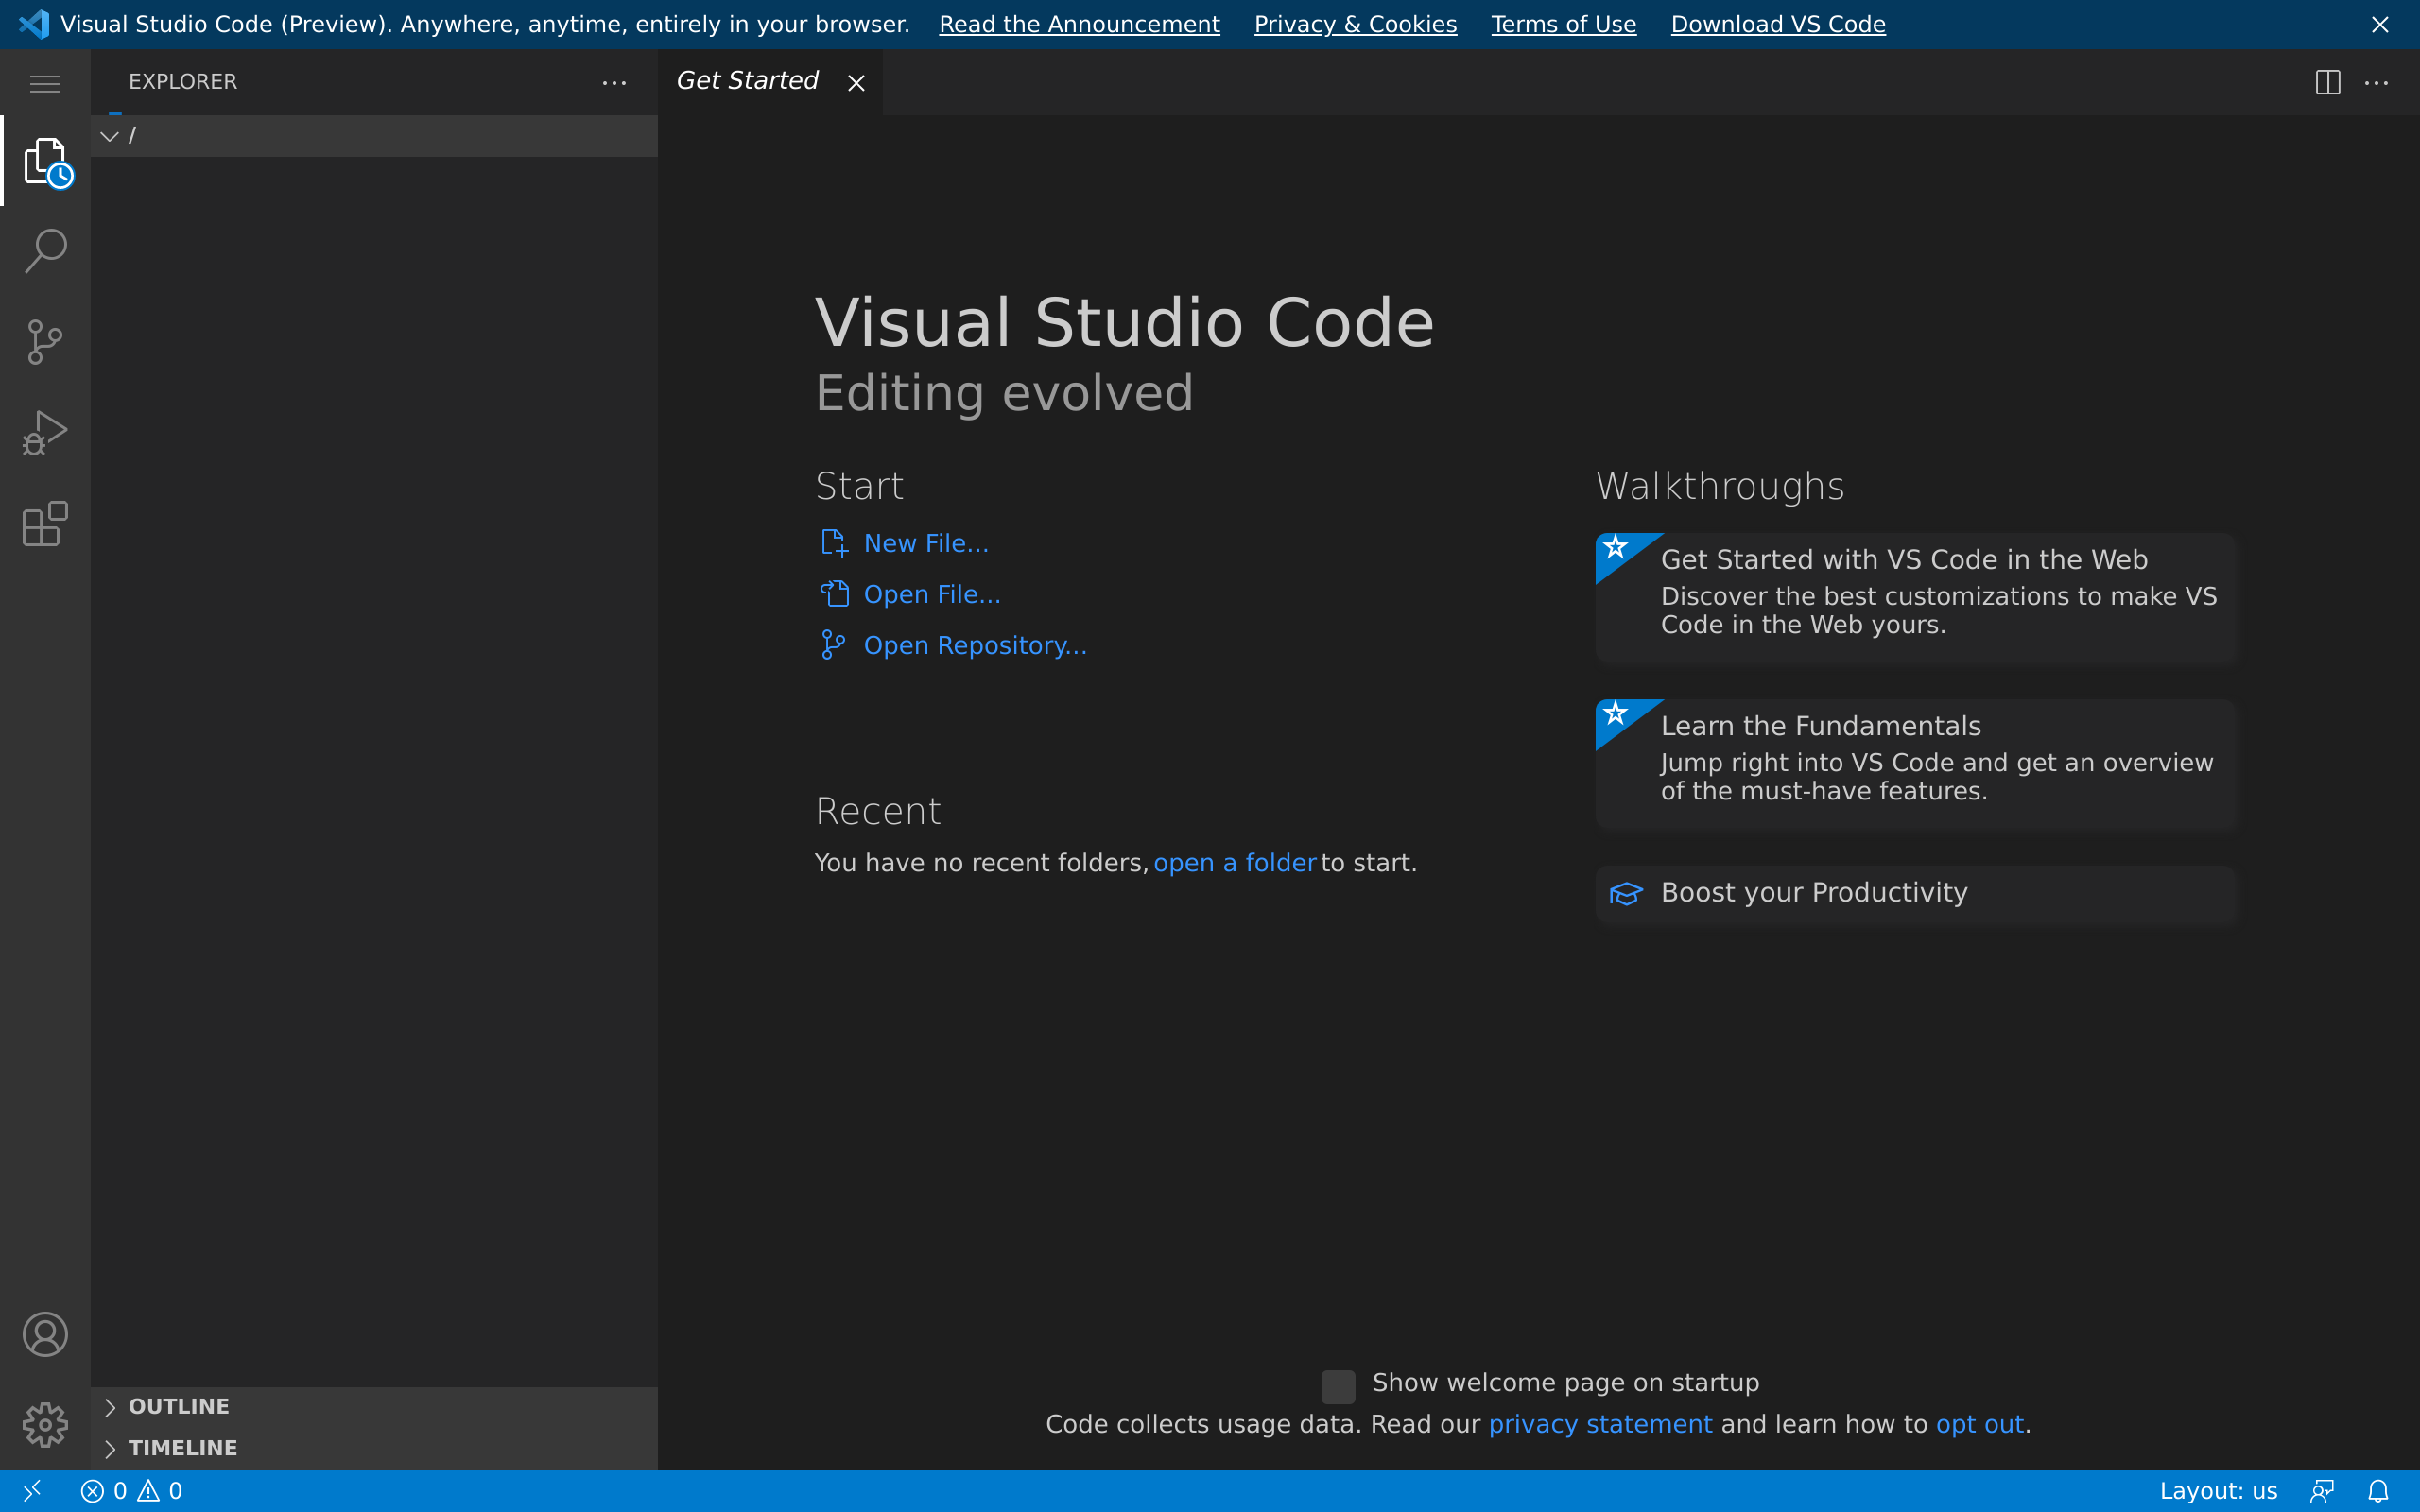 Visual Studio Code (Preview). Anywhere, anytime, entirely in your browser. Read the Announcement Privacy & Cookies Terms of Use Download VS Code
EXPLORER
Get Started
/
Visual Studio Code
Editing evolved
Start
New File...
Open File...
Open Repository...
Recent
You have no recent folders, open a folder to start.
Walkthroughs
Get Started with VS Code in the Web
Discover the best customizations to make VS
Code in the Web yours.
Learn the Fundamentals
Jump right into VS Code and get an overview
of the must-have features.
Boost your Productivity
Show welcome page on startup
Code collects usage data. Read our privacy statement and learn how to opt out.
OUTLINE
TIMELINE
0 0
Layout: us